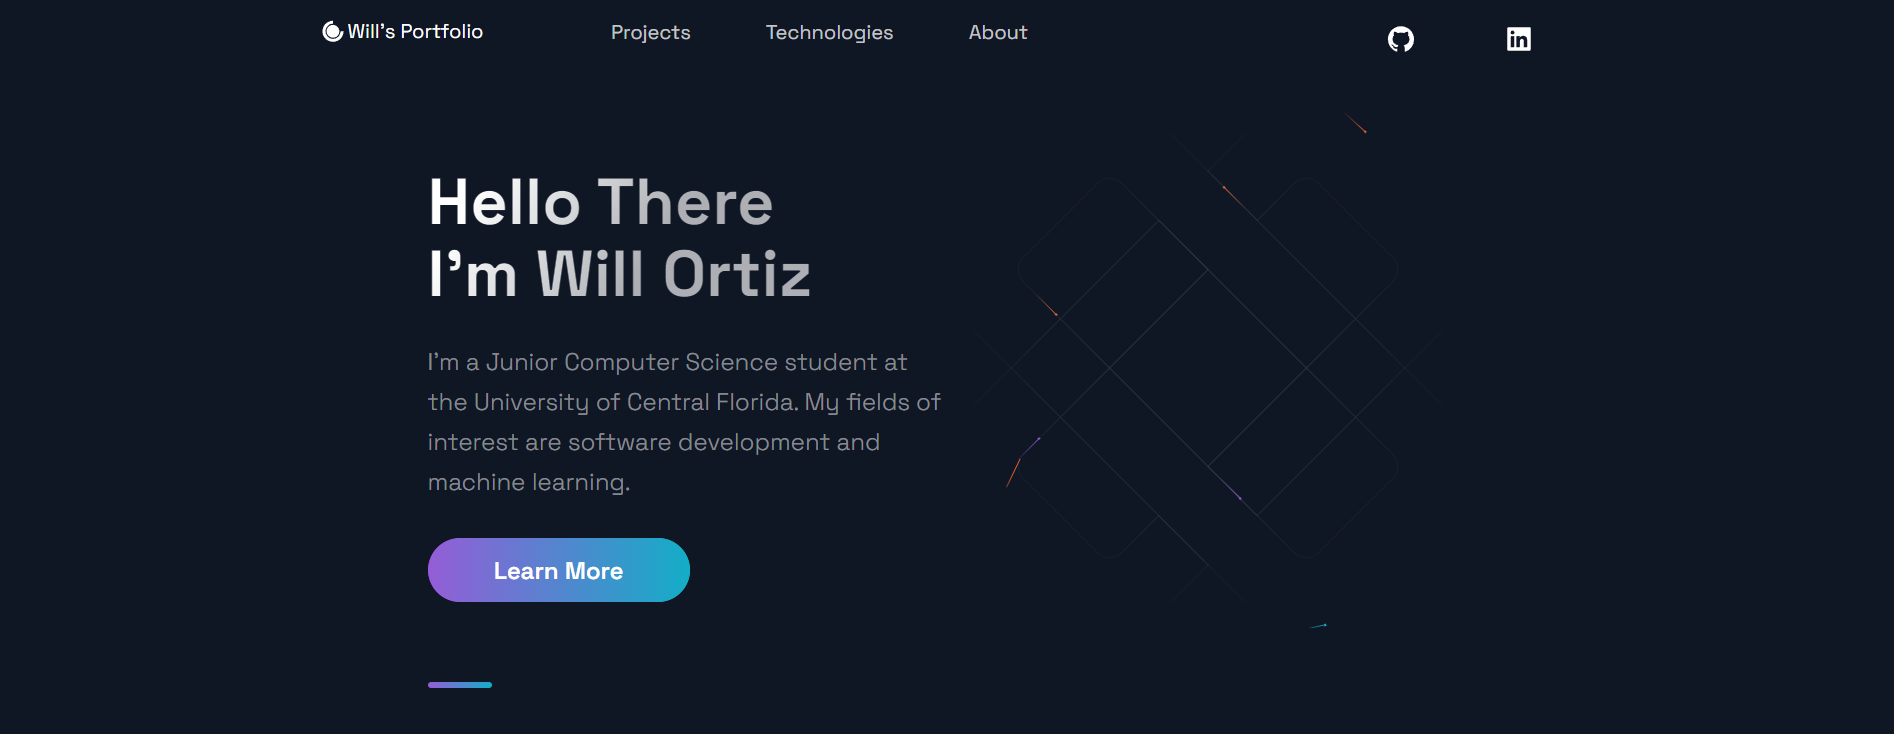 Will's Portfolio
Projects
Technologies
About
Hello There
I'm Will Ortiz
I'm a Junior Computer Science student at
the University of Central Florida. My fields of
interest are software development and
machine learning.
Learn More